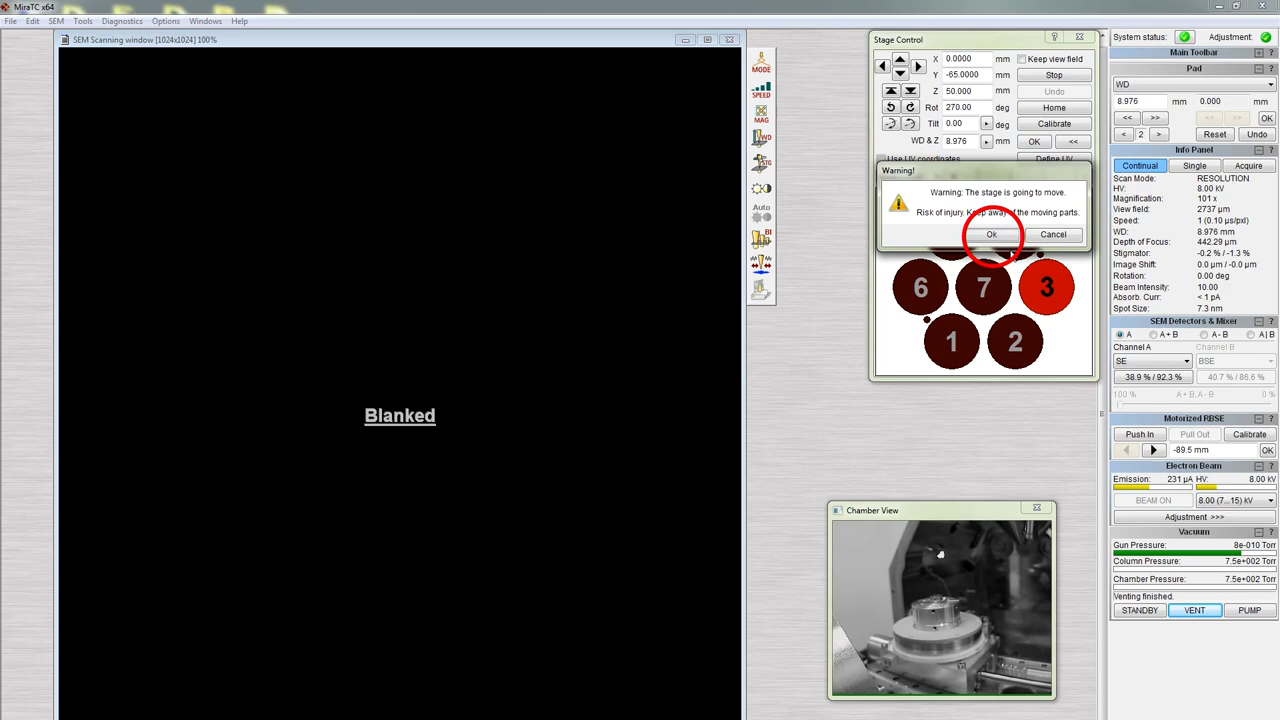 MiraTC x64
File Edit SEM Tools Diagnostics Options Windows Help
SEM Scanning window [1024x1024] 100%
Blanked
MODE
SPEED
MAG
WD
STG
Auto
BI
Stage Control
X 0.0000 mm Keep view field
Y -65.0000 mm Stop
Z 50.000 mm Undo
Rot 270.00 deg Home
Tilt 0.00 deg Calibrate
WD & Z 8.976 mm OK <<
Use UV coordinates Define UV
Warning!
Warning: The stage is going to move.
Risk of injury. Keep away of the moving parts.
Ok Cancel
6 7 3
1 2
Chamber View
System status: Adjustment:
Main Toolbar
Pad
WD
8.976 mm 0.000 mm
<< >> << >> OK
< 2 > Reset Undo
Info Panel
Continual Single Acquire
Scan Mode: RESOLUTION
HV: 8.00 kV
Magnification: 101 x
View field: 2737 µm
Speed: 1 (0.10 µs/pxl)
WD: 8.976 mm
Depth of Focus: 442.29 µm
Stigmator: -0.2 % / -1.3 %
Image Shift: 0.0 µm / -0.0 µm
Rotation: 0.00 deg
Beam Intensity: 10.00
Absorb. Curr: < 1 pA
Spot Size: 7.3 nm
SEM Detectors & Mixer
A A + B A - B A | B
Channel A Channel B
SE BSE
38.9 % / 92.3 % 40.7 % / 86.6 %
100 % A + B, A - B 0 %
Motorized RBSE
Push In Pull Out Calibrate
-89.5 mm OK
Electron Beam
Emission: 231 µA HV: 8.00 kV
BEAM ON 8.00 (7...15) kV
Adjustment >>>
Vacuum
Gun Pressure: 8e-010 Torr
Column Pressure: 7.5e+002 Torr
Chamber Pressure: 7.5e+002 Torr
Venting finished.
STANDBY VENT PUMP